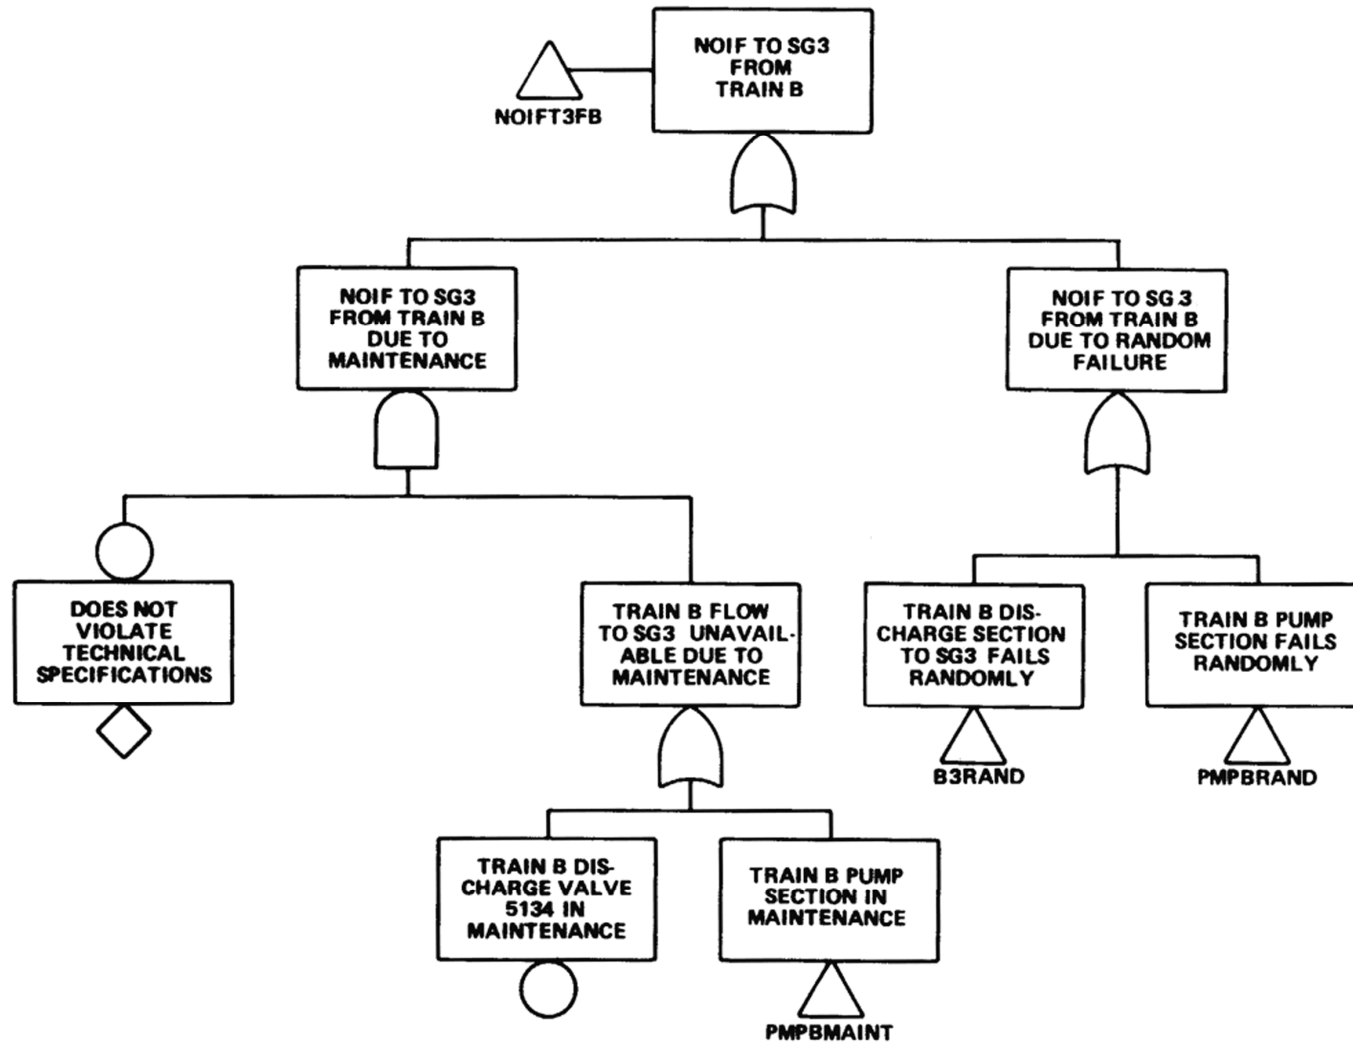 NOIF TO SG3
FROM
TRAIN B
NOIFT3FB
NOIF TO SG3
FROM TRAIN B
DUE TO
MAINTENANCE
NOIF TO SG 3
FROM TRAIN B
DUE TO RANDOM
FAILURE
DOES NOT
VIOLATE
TECHNICAL
SPECIFICATIONS
TRAIN B FLOW
TO SG3 UNAVAIL-
ABLE DUE TO
MAINTENANCE
TRAIN B DIS-
CHARGE SECTION
TO SG3 FAILS
RANDOMLY
B3RAND
TRAIN B PUMP
SECTION FAILS
RANDOMLY
PMPBRAND
TRAIN B DIS-
CHARGE VALVE
5134 IN
MAINTENANCE
TRAIN B PUMP
SECTION IN
MAINTENANCE
PMPBMAINT